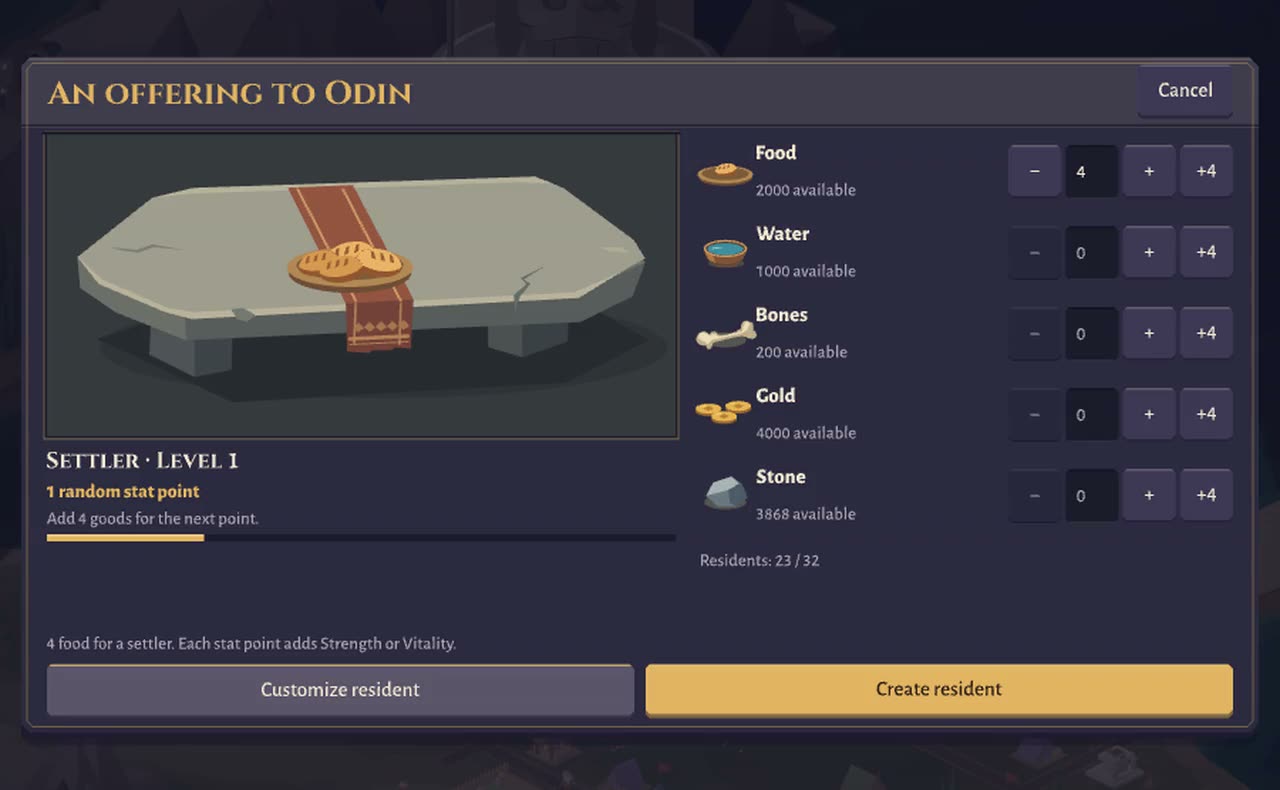 An offering to Odin
Cancel
Food
2000 available
− 4 + +4
Water
1000 available
− 0 + +4
Bones
200 available
− 0 + +4
Gold
4000 available
− 0 + +4
Stone
3868 available
− 0 + +4
Residents: 23 / 32
Settler · Level 1
1 random stat point
Add 4 goods for the next point.
4 food for a settler. Each stat point adds Strength or Vitality.
Customize resident
Create resident